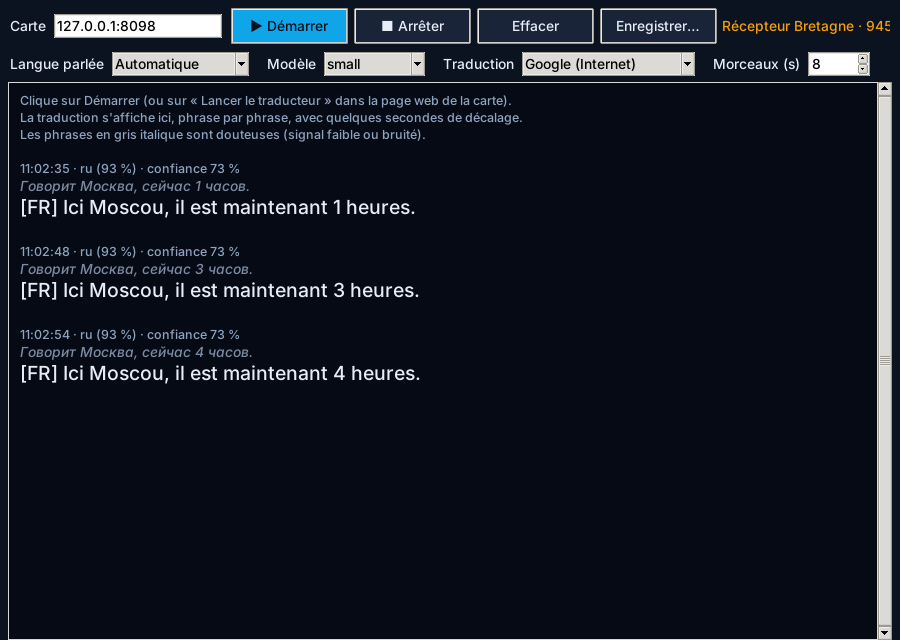 Carte 127.0.0.1:8098 ▶ Démarrer ■ Arrêter Effacer Enregistrer... Récepteur Bretagne · 945
Langue parlée Automatique Modèle small Traduction Google (Internet) Morceaux (s) 8
Clique sur Démarrer (ou sur « Lancer le traducteur » dans la page web de la carte).
La traduction s'affiche ici, phrase par phrase, avec quelques secondes de décalage.
Les phrases en gris italique sont douteuses (signal faible ou bruité).
11:02:35 · ru (93 %) · confiance 73 %
Говорит Москва, сейчас 1 часов.
[FR] Ici Moscou, il est maintenant 1 heures.
11:02:48 · ru (93 %) · confiance 73 %
Говорит Москва, сейчас 3 часов.
[FR] Ici Moscou, il est maintenant 3 heures.
11:02:54 · ru (93 %) · confiance 73 %
Говорит Москва, сейчас 4 часов.
[FR] Ici Moscou, il est maintenant 4 heures.